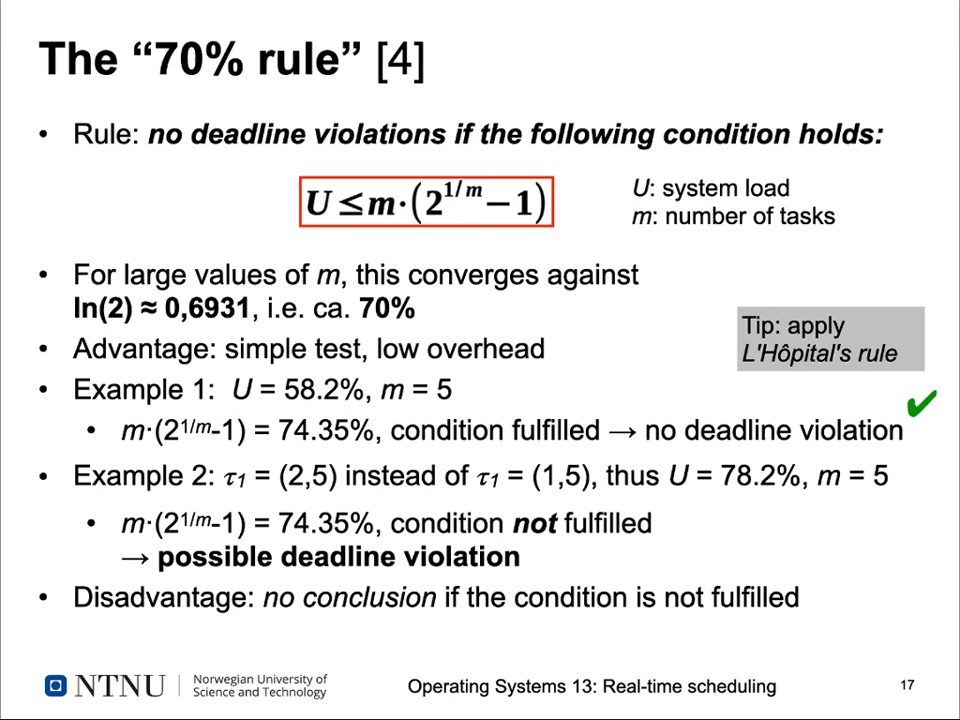 The “70% rule” [4]
• Rule: no deadline violations if the following condition holds:
U ≤ m·(2^{1/m} − 1)
U: system load
m: number of tasks
• For large values of m, this converges against
ln(2) ≈ 0,6931, i.e. ca. 70%
Tip: apply
L'Hôpital's rule
• Advantage: simple test, low overhead
• Example 1: U = 58.2%, m = 5
• m·(2^{1/m}-1) = 74.35%, condition fulfilled → no deadline violation ✔
• Example 2: τ₁ = (2,5) instead of τ₁ = (1,5), thus U = 78.2%, m = 5
• m·(2^{1/m}-1) = 74.35%, condition not fulfilled
→ possible deadline violation
• Disadvantage: no conclusion if the condition is not fulfilled
NTNU
Norwegian University of
Science and Technology
Operating Systems 13: Real-time scheduling
17